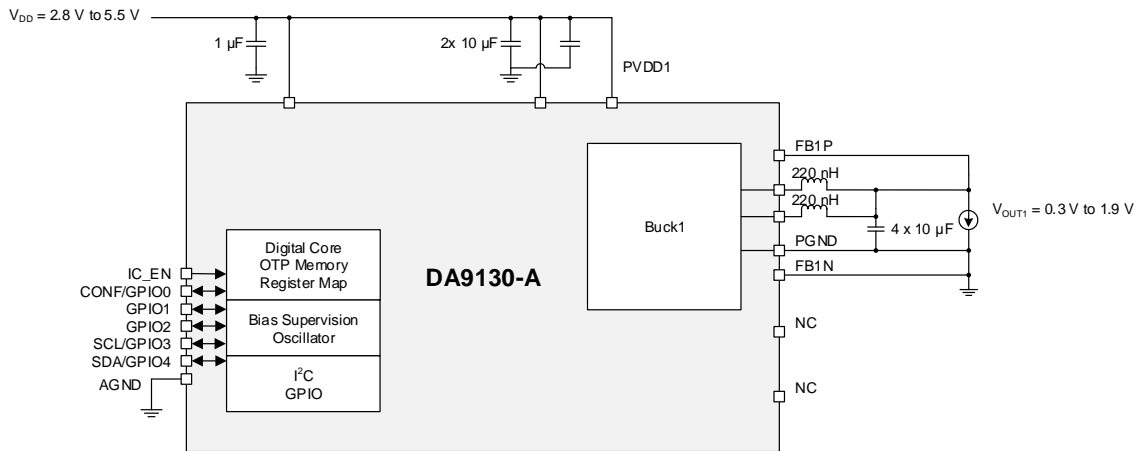 V_DD = 2.8 V to 5.5 V
1 µF
2x 10 µF
PVDD1
FB1P
220 nH
220 nH
V_OUT1 = 0.3 V to 1.9 V
4 x 10 µF
Buck1
PGND
FB1N
Digital Core
OTP Memory
Register Map
DA9130-A
IC_EN
CONF/GPIO0
GPIO1
GPIO2
SCL/GPIO3
SDA/GPIO4
AGND
Bias Supervision
Oscillator
I²C
GPIO
NC
NC